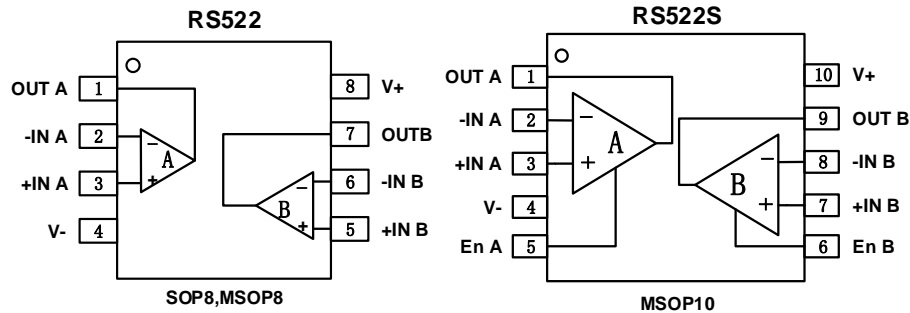 RS522
OUT A 1
-IN A 2
+IN A 3
V- 4
8 V+
7 OUTB
6 -IN B
5 +IN B
A
B
− +
− +
SOP8,MSOP8
RS522S
OUT A 1
-IN A 2
+IN A 3
V- 4
En A 5
10 V+
9 OUT B
8 -IN B
7 +IN B
6 En B
A
B
− +
− +
MSOP10